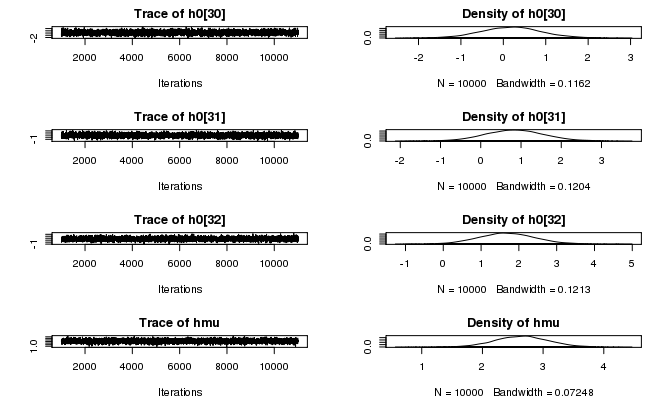 Trace of h0[30]
-2
2000 4000 6000 8000 10000
Iterations
Density of h0[30]
0.0
-2 -1 0 1 2 3
N = 10000 Bandwidth = 0.1162
Trace of h0[31]
-1
2000 4000 6000 8000 10000
Iterations
Density of h0[31]
0.0
-2 -1 0 1 2 3
N = 10000 Bandwidth = 0.1204
Trace of h0[32]
-1
2000 4000 6000 8000 10000
Iterations
Density of h0[32]
0.0
-1 0 1 2 3 4 5
N = 10000 Bandwidth = 0.1213
Trace of hmu
1.0
2000 4000 6000 8000 10000
Iterations
Density of hmu
0.0
1 2 3 4
N = 10000 Bandwidth = 0.07248